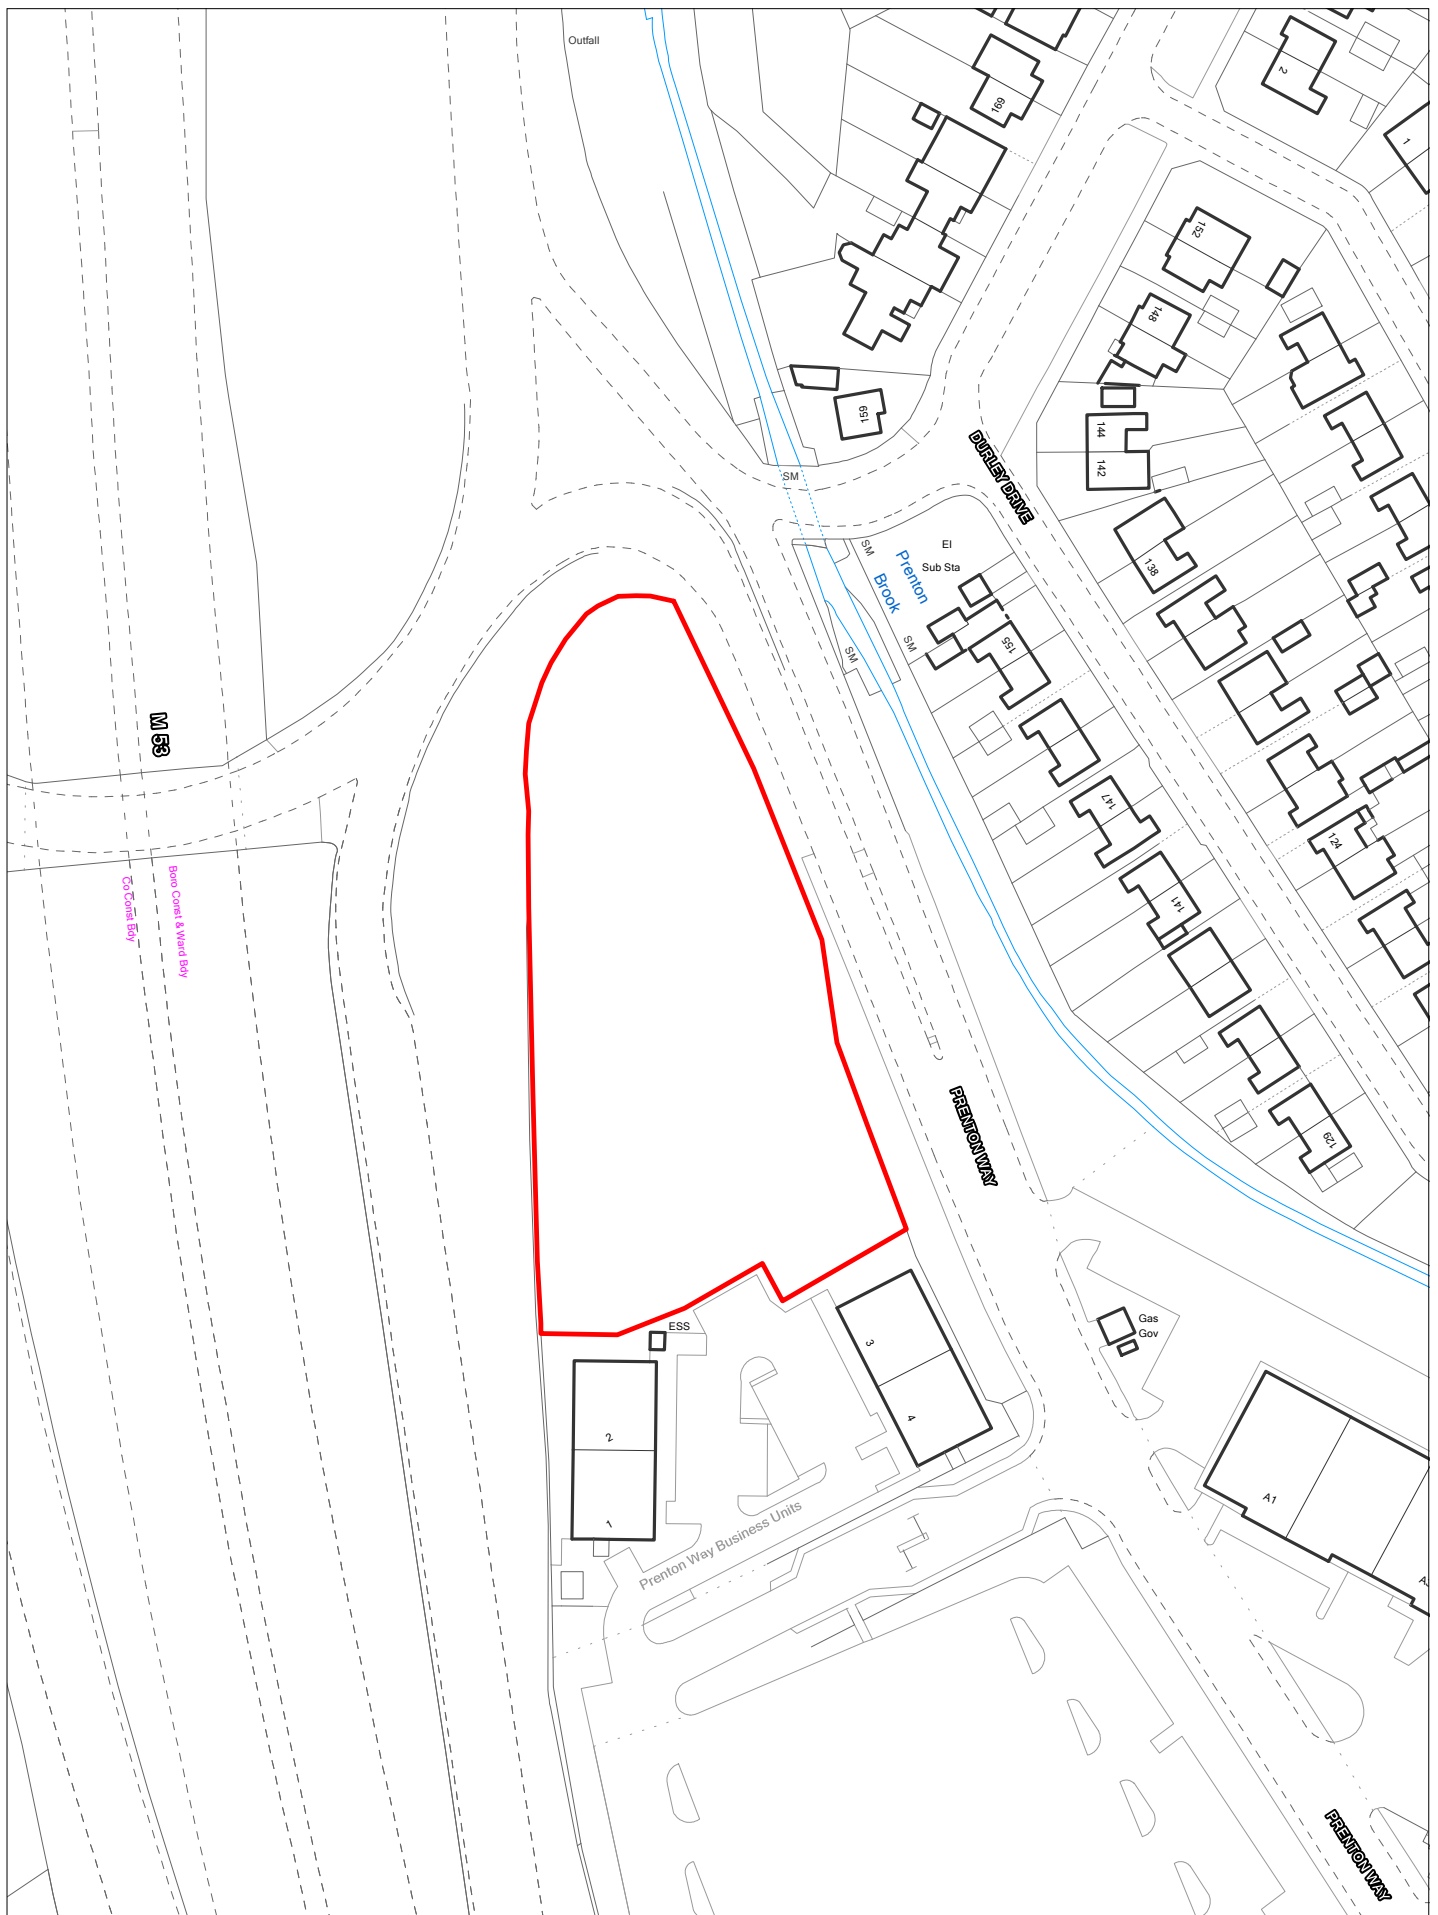 Outfall
169
2
1
152
148
159
144
142
DURLEY DRIVE
SM
SM
El
Sub Sta
Prenton
Brook
138
SM
155
SM
M 53
147
124
141
Boro Const & Ward Bdy
Co Const Bdy
PRENTON WAY
129
Gas
Gov
ESS
3
4
2
1
A1
Prenton Way Business Units
PRENTON WAY